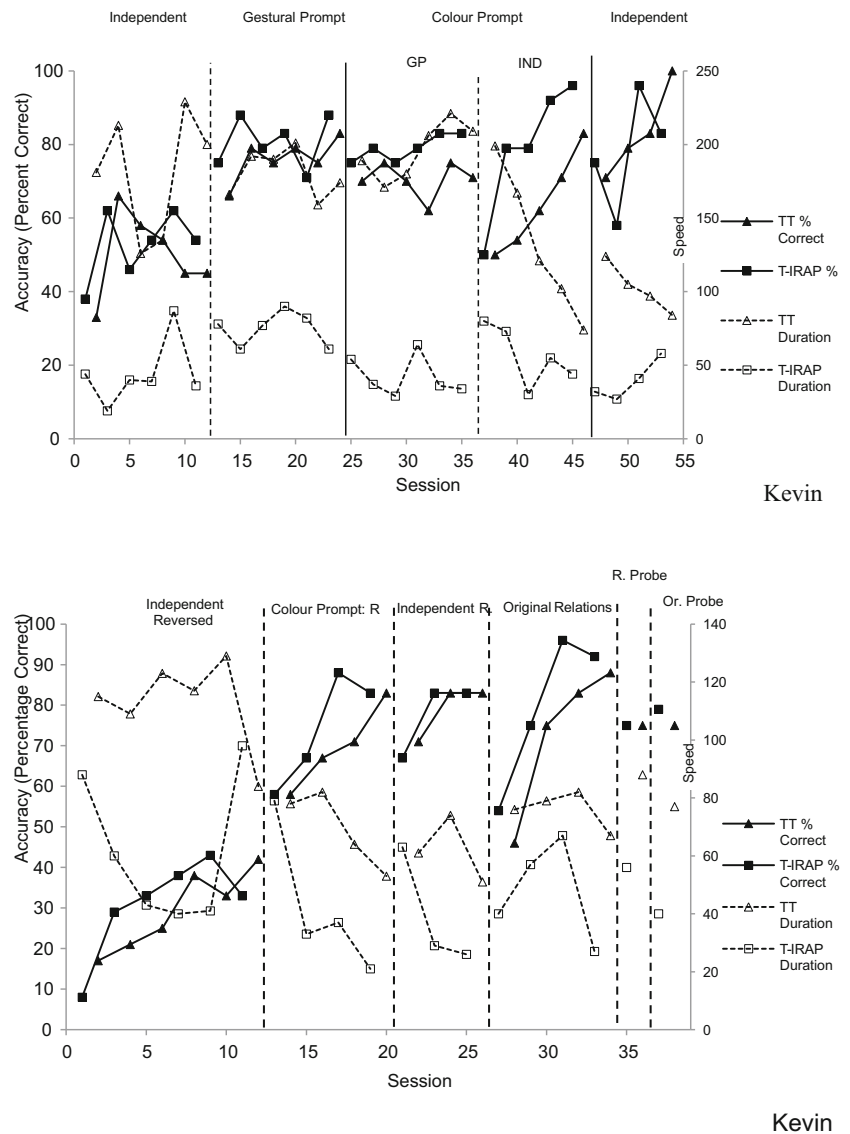 Independent Gestural Prompt Colour Prompt Independent
GP IND
Accuracy (Percent Correct)
100
80
60
40
20
0
250
200
150
100
50
0
Speed
TT %
Correct
T-IRAP %
TT
Duration
T-IRAP
Duration
0 5 10 15 20 25 30 35 40 45 50 55
Session
Kevin
R. Probe
Independent
Reversed
Colour Prompt: R
Independent R.
Original Relations
Or. Probe
Accuracy (Percentage Correct)
100
90
80
70
60
50
40
30
20
10
0
140
120
100
80
60
40
20
0
Speed
TT %
Correct
T-IRAP %
Correct
TT
Duration
T-IRAP
Duration
0 5 10 15 20 25 30 35
Session
Kevin